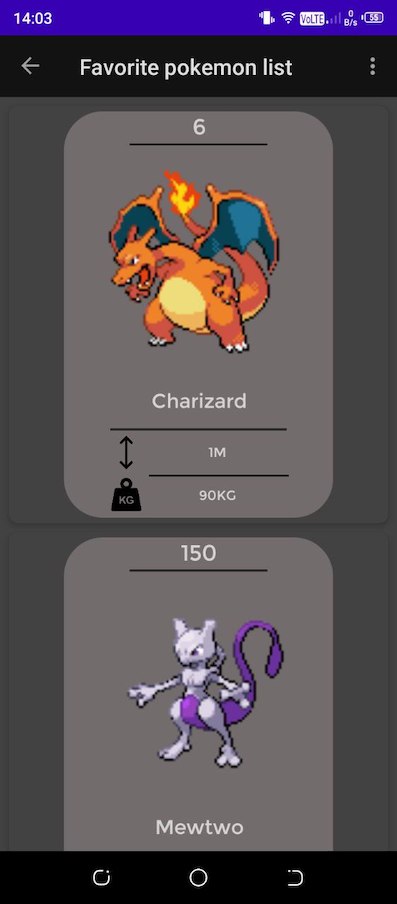 14:03
VoLTE
0
B/s
55
Favorite pokemon list
6
Charizard
1M
KG
90KG
150
Mewtwo